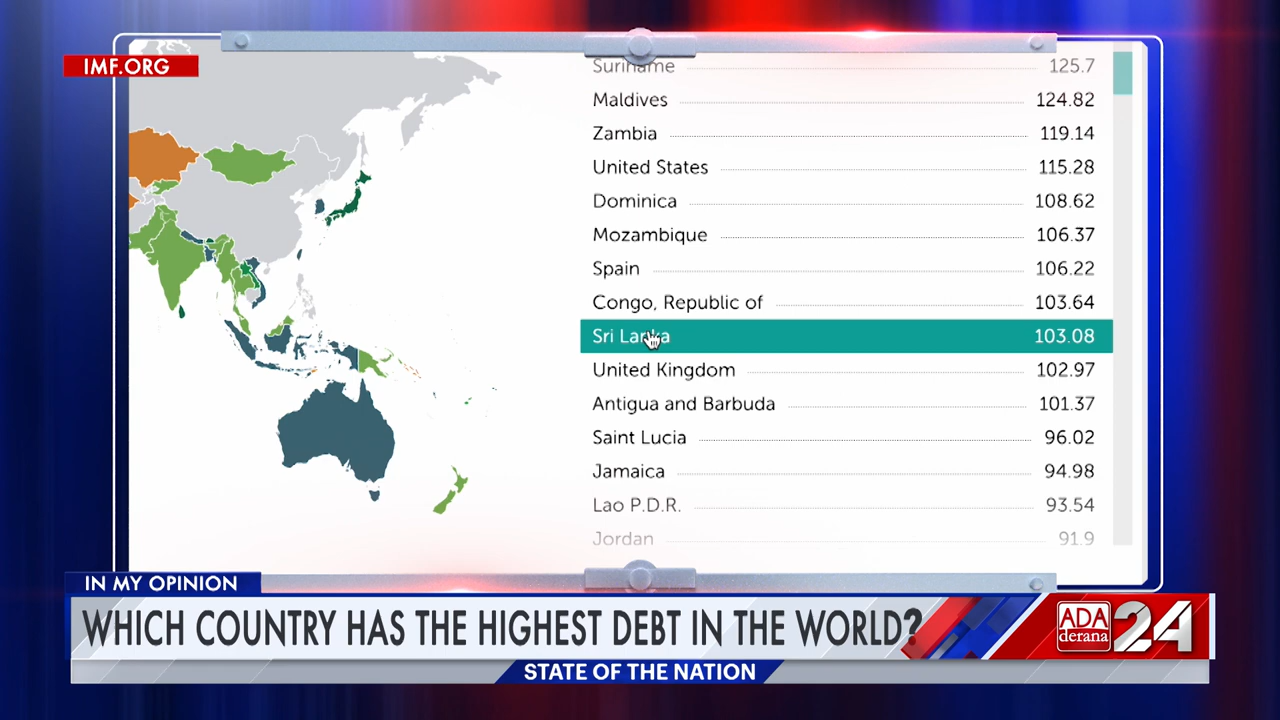 IMF.ORG
Suriname 125.7
Maldives 124.82
Zambia 119.14
United States 115.28
Dominica 108.62
Mozambique 106.37
Spain 106.22
Congo, Republic of 103.64
Sri Lanka 103.08
United Kingdom 102.97
Antigua and Barbuda 101.37
Saint Lucia 96.02
Jamaica 94.98
Lao P.D.R. 93.54
Jordan 91.9
IN MY OPINION
WHICH COUNTRY HAS THE HIGHEST DEBT IN THE WORLD?
ADA
derana
24
STATE OF THE NATION